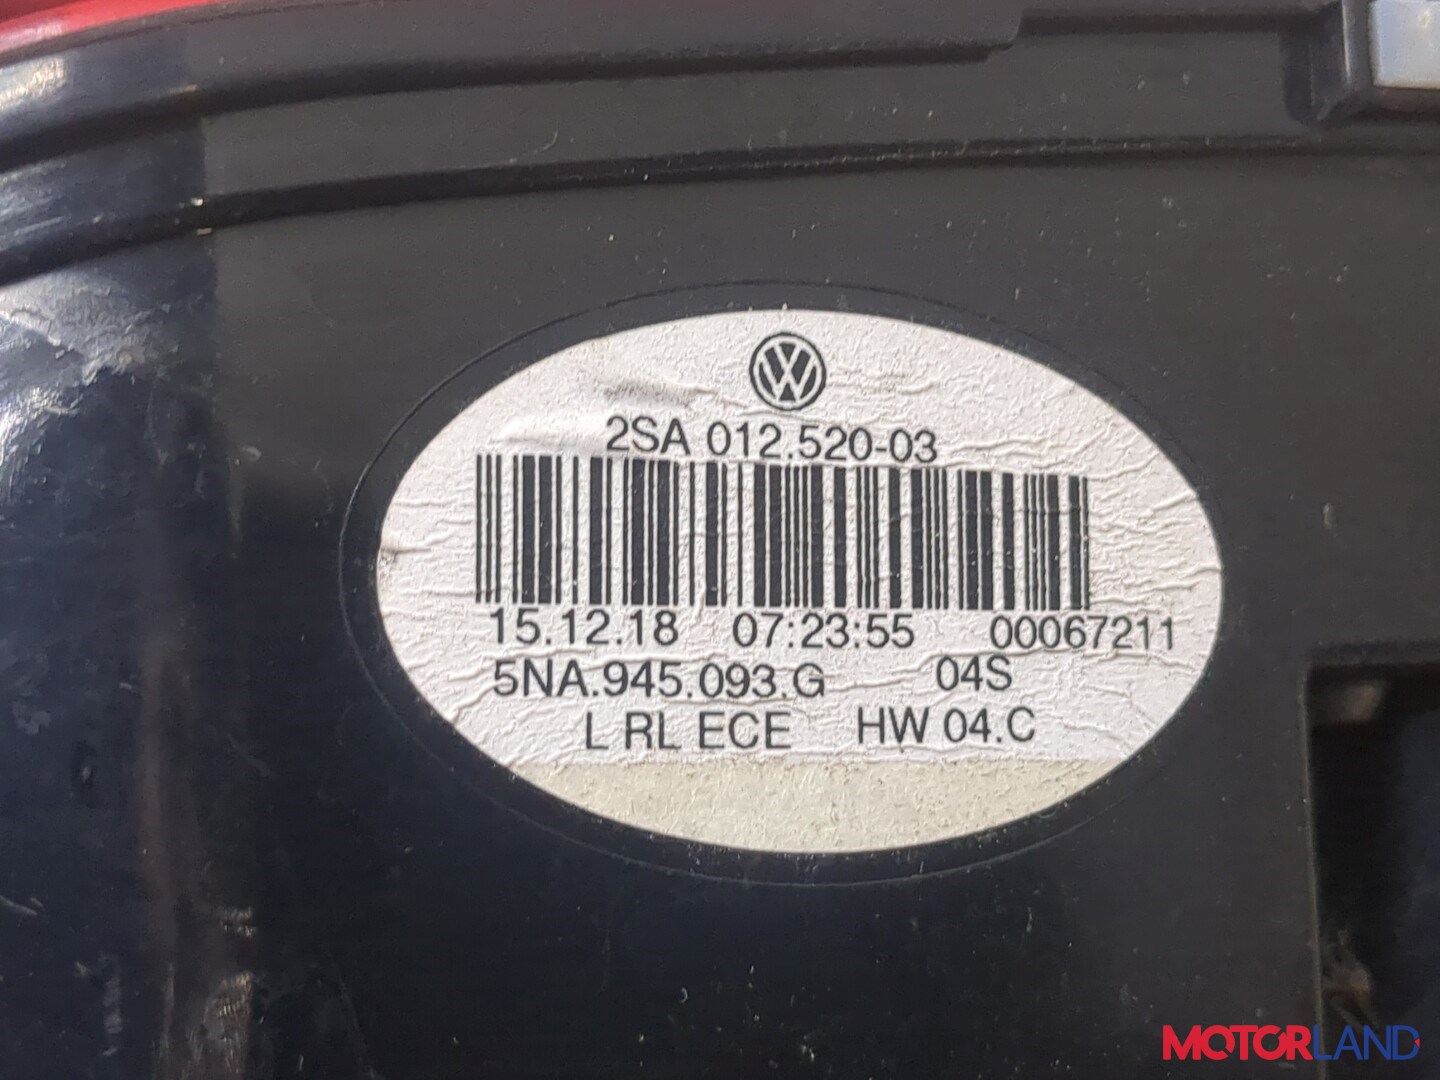 2SA 012.520-03
15.12.18 07:23:55 00067211
5NA.945.093.G 04S
L RL ECE HW 04.C
MOTORLAND